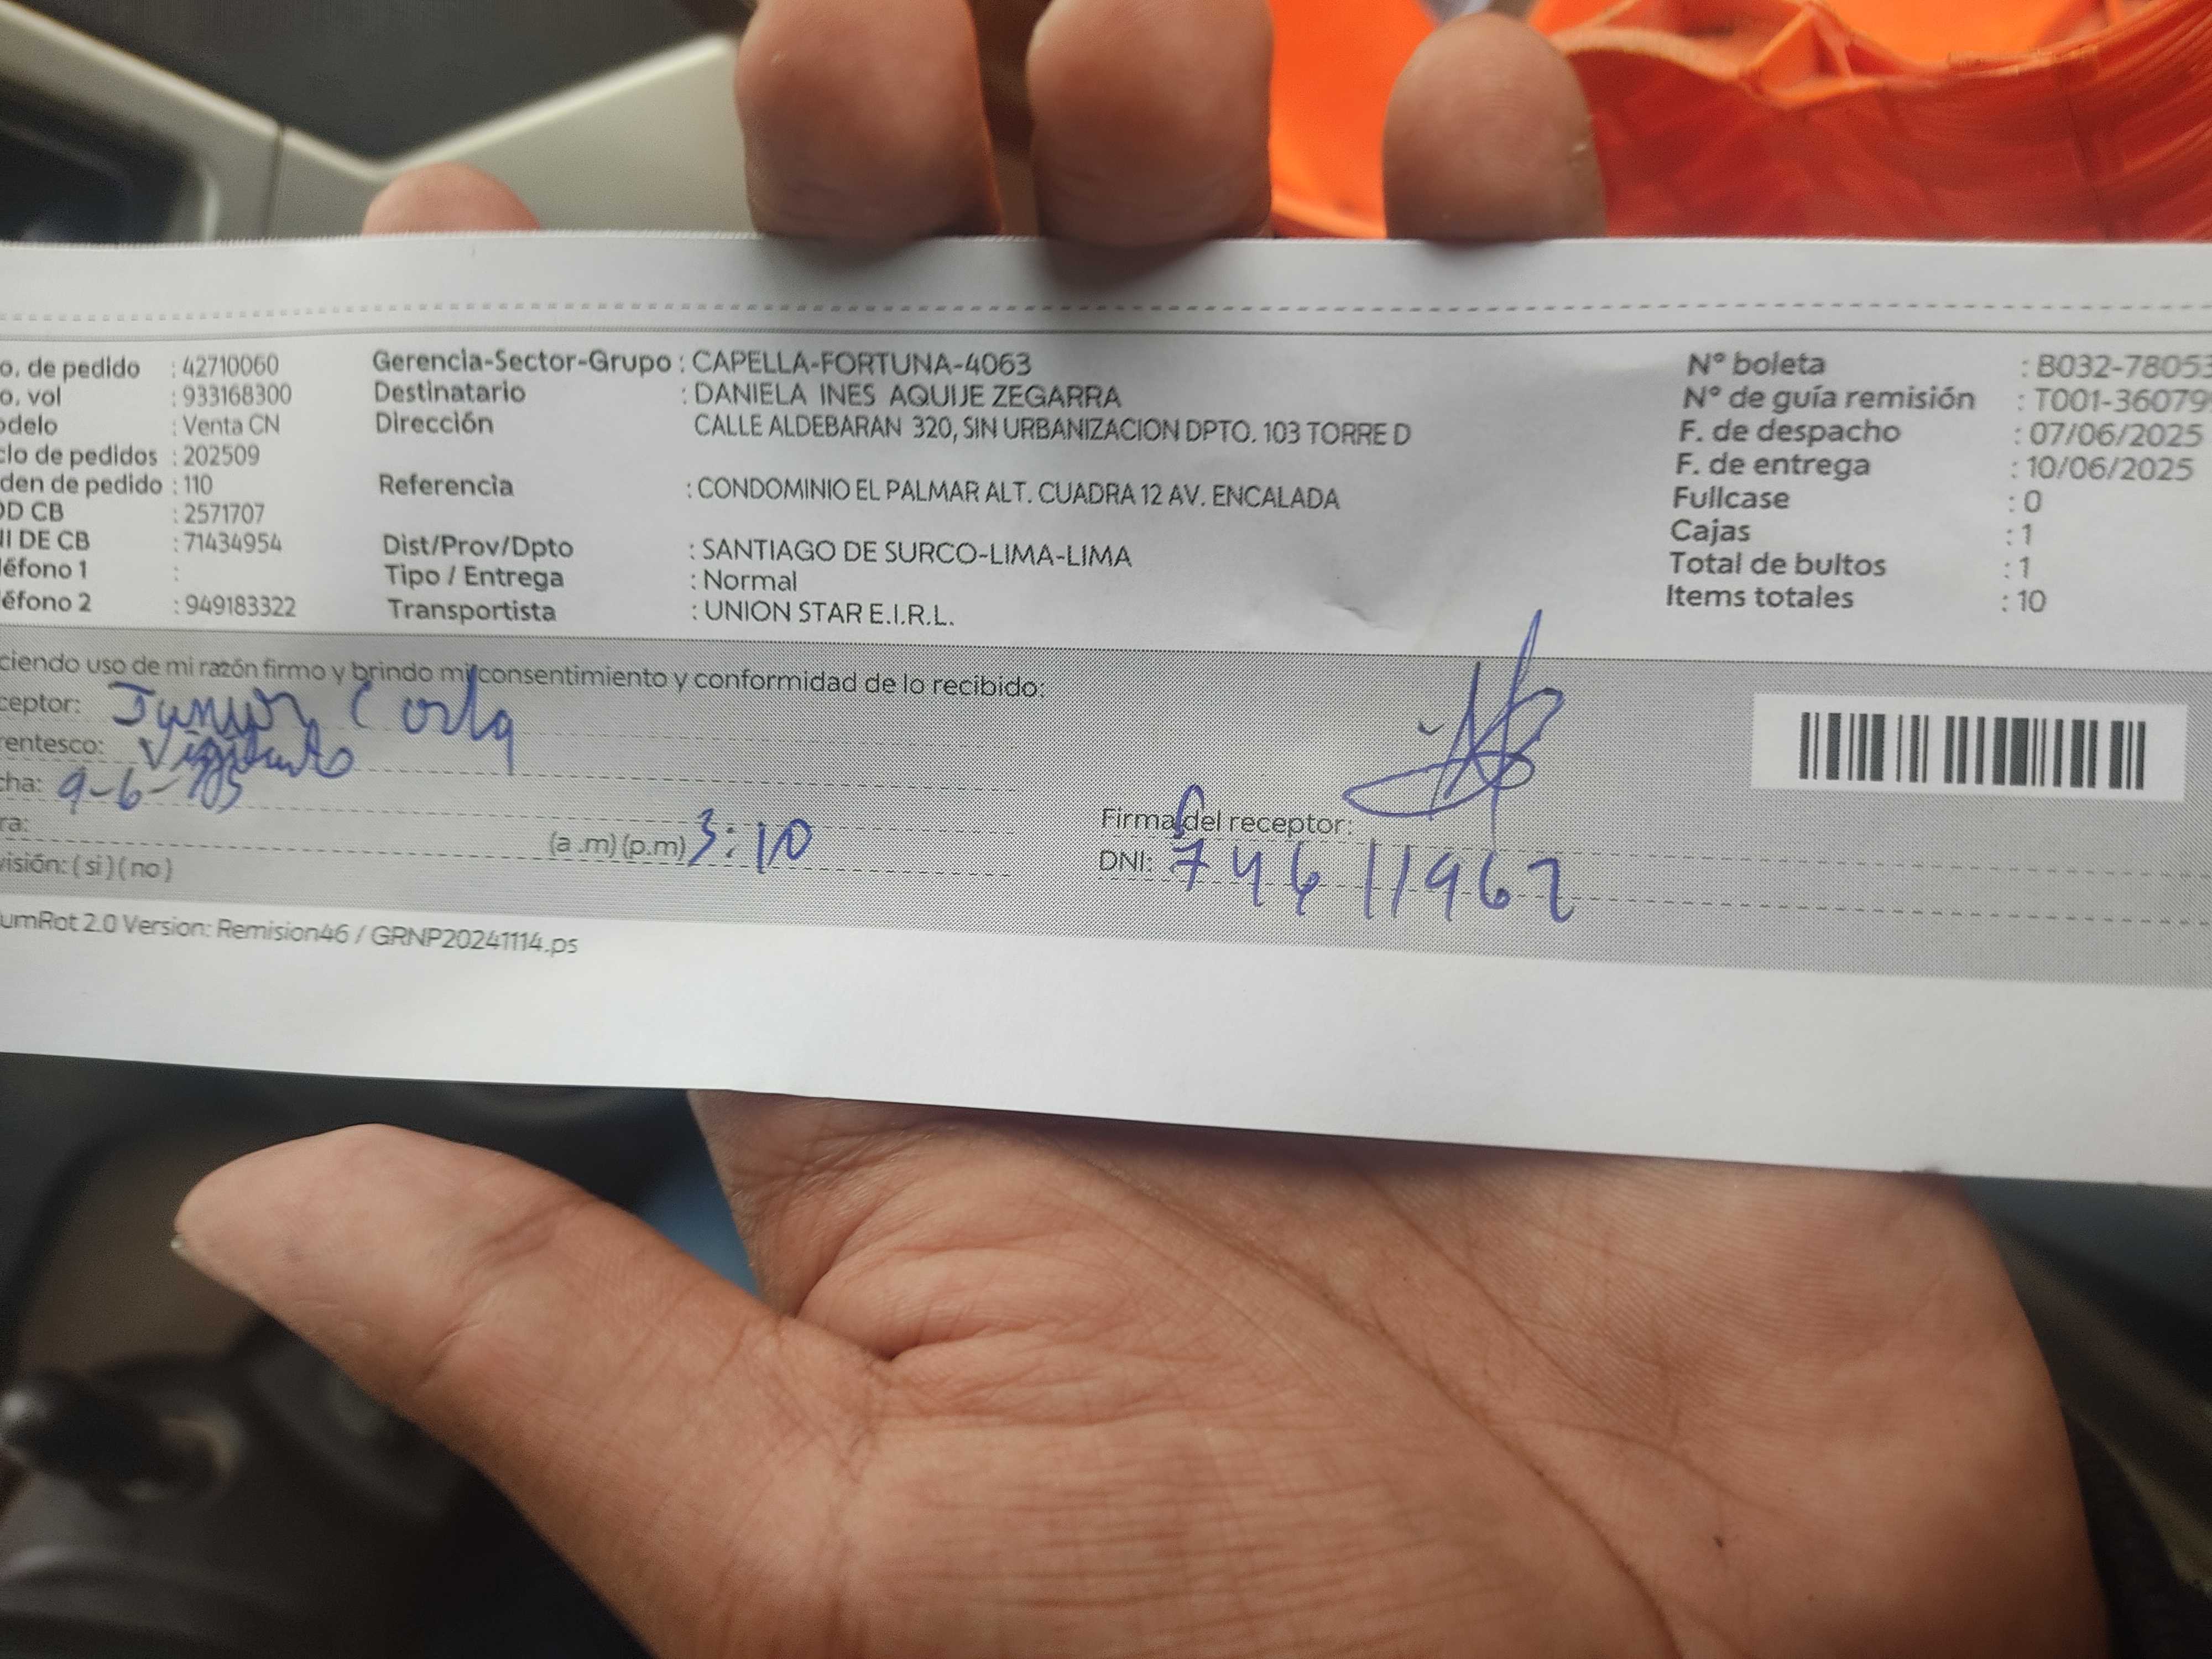 o. de pedido : 42710060 Gerencia-Sector-Grupo : CAPELLA-FORTUNA-4063 Nº boleta : B032-78053
o. vol : 933168300 Destinatario : DANIELA INES AQUIJE ZEGARRA Nº de guía remisión : T001-36079
odelo : Venta CN Dirección CALLE ALDEBARAN 320, SIN URBANIZACION DPTO. 103 TORRE D F. de despacho : 07/06/2025
clo de pedidos : 202509 F. de entrega : 10/06/2025
den de pedido : 110 Referencia : CONDOMINIO EL PALMAR ALT. CUADRA 12 AV. ENCALADA Fullcase : 0
OD CB : 2571707 Cajas : 1
NI DE CB : 71434954 Dist/Prov/Dpto : SANTIAGO DE SURCO-LIMA-LIMA Total de bultos : 1
léfono 1 : Tipo / Entrega : Normal Items totales : 10
éfono 2 : 949183322 Transportista : UNION STAR E.I.R.L.
ciendo uso de mi razón firmo y brindo mi consentimiento y conformidad de lo recibido:
ceptor: Junior
rentesco:
cha: 9-6-
ra: (a .m) (p.m) 3:10 Firma del receptor:
visión: ( si ) ( no ) DNI: 74611962
umRot 2.0 Version: Remision46 / GRNP20241114.ps